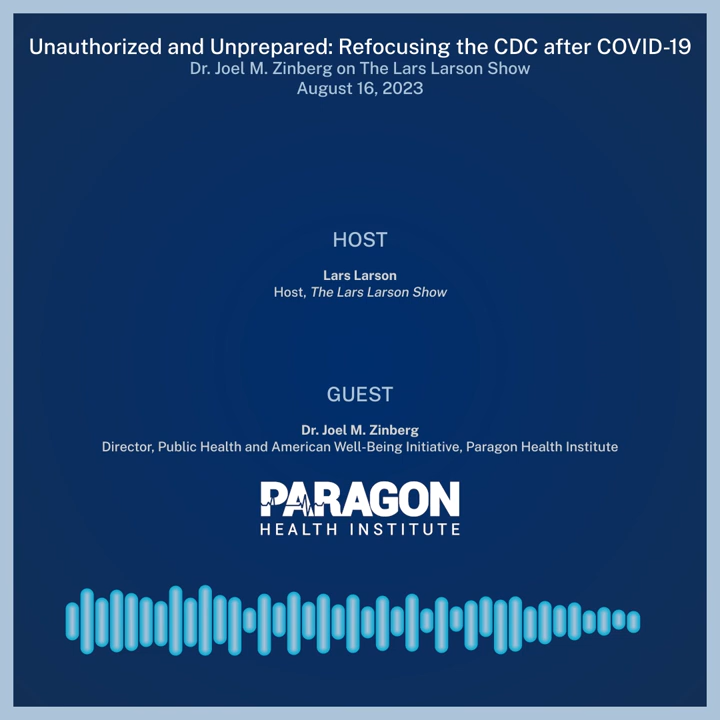 Unauthorized and Unprepared: Refocusing the CDC after COVID-19
Dr. Joel M. Zinberg on The Lars Larson Show
August 16, 2023
HOST
Lars Larson
Host, The Lars Larson Show
GUEST
Dr. Joel M. Zinberg
Director, Public Health and American Well-Being Initiative, Paragon Health Institute
PARAGON
HEALTH INSTITUTE